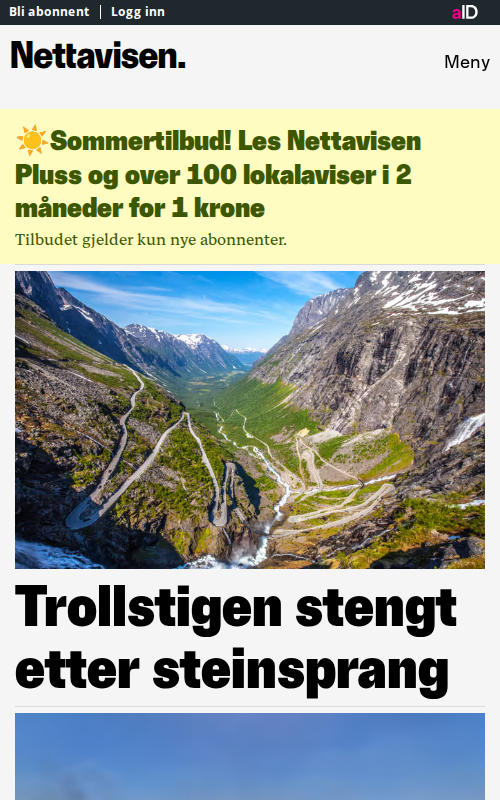 Bli abonnent
Logg inn
aID
Nettavisen.
Meny
☀️Sommertilbud! Les Nettavisen
Pluss og over 100 lokalaviser i 2
måneder for 1 krone
Tilbudet gjelder kun nye abonnenter.
Trollstigen stengt
etter steinsprang